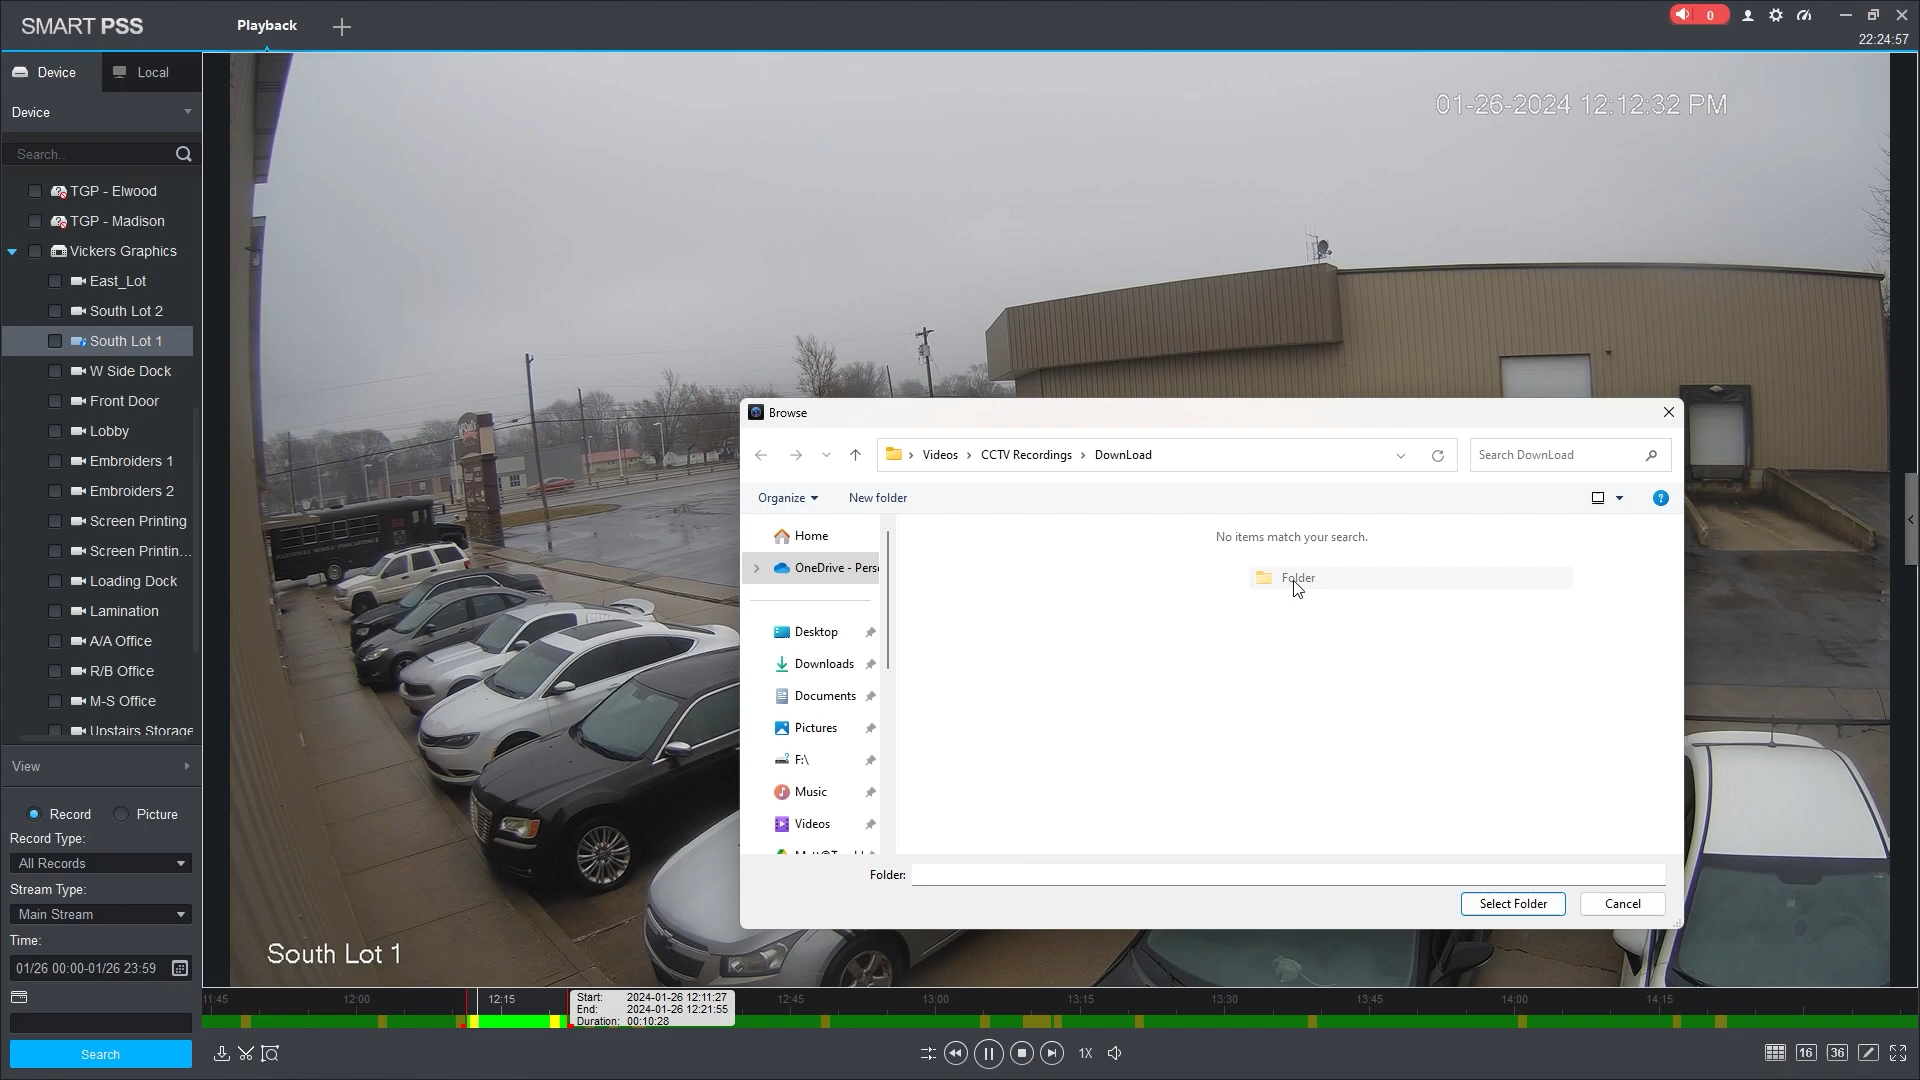 SMART PSS
Playback
0
22:24:57
Device
Local
Device
Search..
TGP - Elwood
TGP - Madison
Vickers Graphics
East_Lot
South Lot 2
South Lot 1
W Side Dock
Front Door
Lobby
Embroiders 1
Embroiders 2
Screen Printing
Screen Printin...
Loading Dock
Lamination
A/A Office
R/B Office
M-S Office
Upstairs Storage
View
Record
Picture
Record Type:
All Records
Stream Type:
Main Stream
Time:
01/26 00:00-01/26 23:59
Search
01-26-2024 12:12:32 PM
South Lot 1
Browse
Videos > CCTV Recordings > DownLoad
Search DownLoad
Organize
New folder
?
Home
OneDrive - Perso
Desktop
Downloads
Documents
Pictures
F:\
Music
Videos
No items match your search.
Folder
Folder:
Select Folder
Cancel
11:45
12:00
12:15
12:45
13:00
13:15
13:30
13:45
14:00
14:15
Start: 2024-01-26 12:11:27
End: 2024-01-26 12:21:55
Duration: 00:10:28
1X
16
36